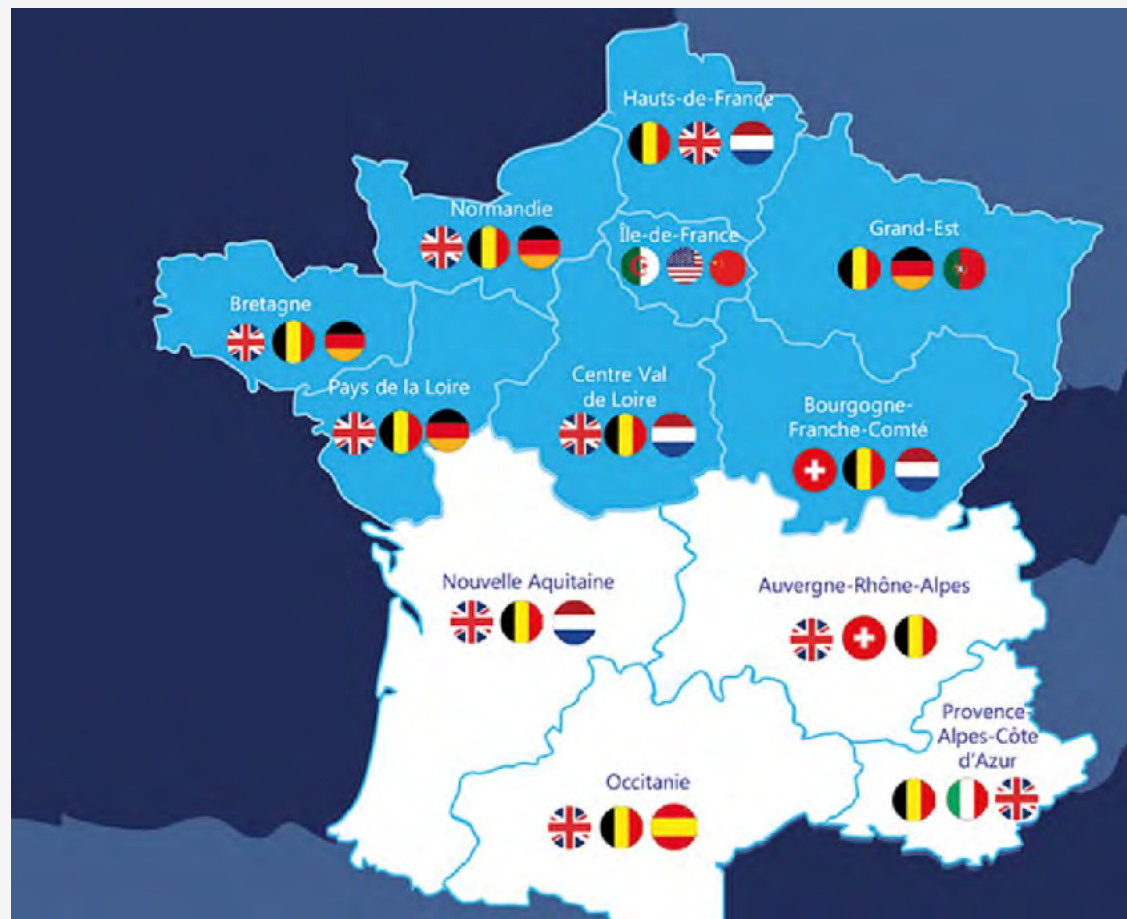 Hauts-de-France
Normandie
Île-de-France
Grand-Est
Bretagne
Pays de la Loire
Centre Val
de Loire
Bourgogne-
Franche-Comté
Nouvelle Aquitaine
Auvergne-Rhône-Alpes
Provence-
Alpes-Côte
d'Azur
Occitanie